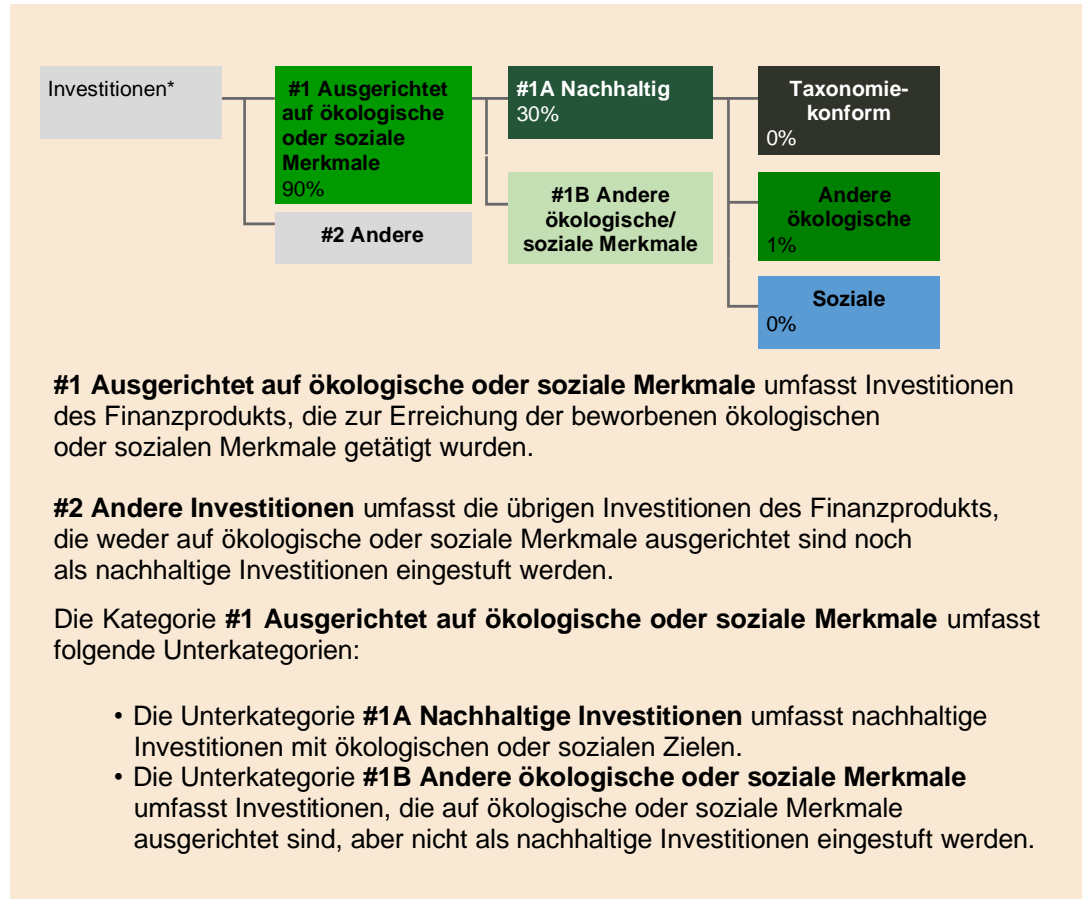 Investitionen*
#1 Ausgerichtet
auf ökologische
oder soziale
Merkmale
90%
#2 Andere
#1A Nachhaltig
30%
#1B Andere
ökologische/
soziale Merkmale
Taxonomie-
konform
0%
Andere
ökologische
1%
Soziale
0%
#1 Ausgerichtet auf ökologische oder soziale Merkmale umfasst Investitionen
des Finanzprodukts, die zur Erreichung der beworbenen ökologischen
oder sozialen Merkmale getätigt wurden.
#2 Andere Investitionen umfasst die übrigen Investitionen des Finanzprodukts,
die weder auf ökologische oder soziale Merkmale ausgerichtet sind noch
als nachhaltige Investitionen eingestuft werden.
Die Kategorie #1 Ausgerichtet auf ökologische oder soziale Merkmale umfasst
folgende Unterkategorien:
• Die Unterkategorie #1A Nachhaltige Investitionen umfasst nachhaltige
Investitionen mit ökologischen oder sozialen Zielen.
• Die Unterkategorie #1B Andere ökologische oder soziale Merkmale
umfasst Investitionen, die auf ökologische oder soziale Merkmale
ausgerichtet sind, aber nicht als nachhaltige Investitionen eingestuft werden.